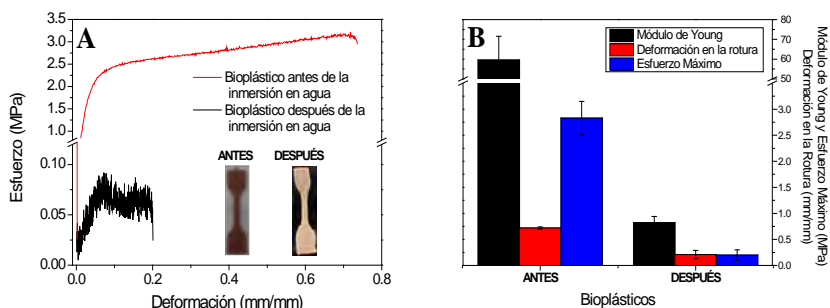 A
3.5
3.0
2.5
2.0
1.5
1.0
0.10
0.05
0.00
Esfuerzo (MPa)
Bioplástico antes de la
inmersión en agua
Bioplástico después de la
inmersión en agua
ANTES DESPUÉS
0.0 0.2 0.4 0.6 0.8
Deformación (mm/mm)
B
Módulo de Young
Deformación en la rotura
Esfuerzo Máximo
80
70
60
50
3.0
2.5
2.0
1.5
1.0
0.5
0.0
Módulo de Young y Esfuerzo Máximo (MPa)
Deformación en la Rotura (mm/mm)
ANTES DESPUÉS
Bioplásticos